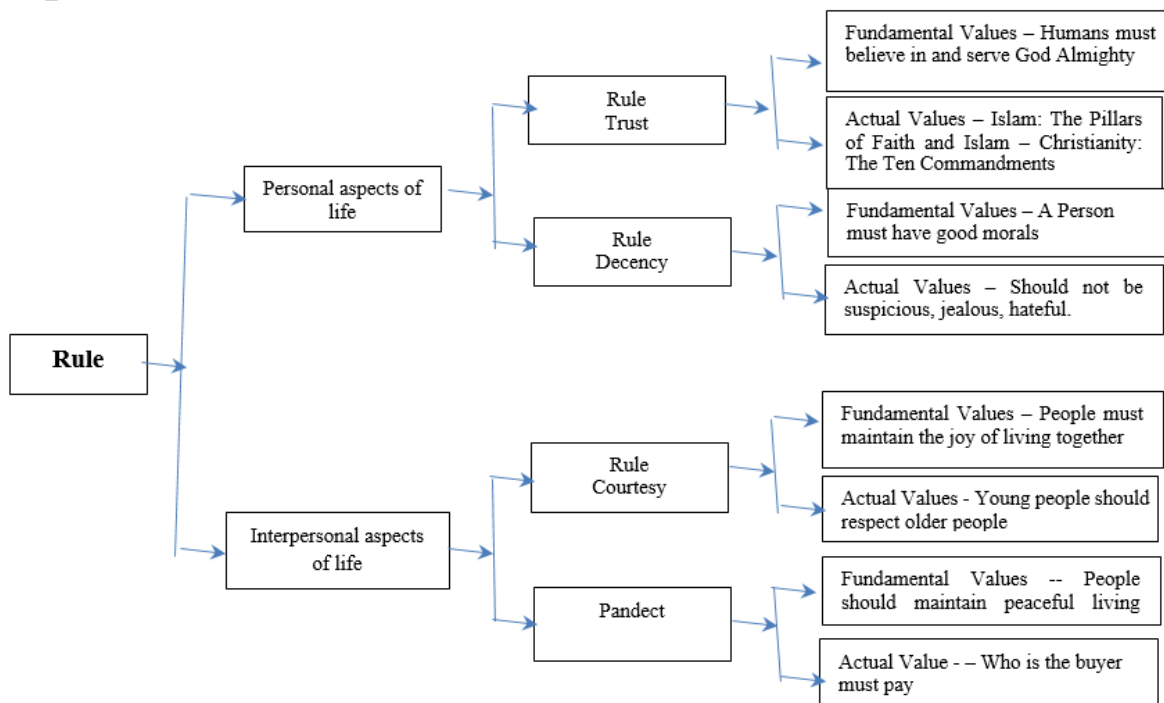 Rule
Personal aspects of
life
Rule
Trust
Fundamental Values – Humans must
believe in and serve God Almighty
Actual Values – Islam: The Pillars
of Faith and Islam – Christianity:
The Ten Commandments
Rule
Decency
Fundamental Values – A Person
must have good morals
Actual Values – Should not be
suspicious, jealous, hateful.
Interpersonal aspects
of life
Rule
Courtesy
Fundamental Values – People must
maintain the joy of living together
Actual Values - Young people should
respect older people
Pandect
Fundamental Values -- People
should maintain peaceful living
Actual Value - – Who is the buyer
must pay